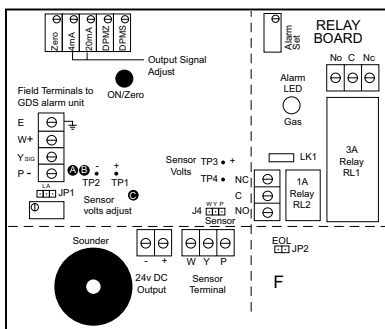 Zero 4mA 20mA DPMZ DPMS
Output Signal
Adjust
ON/Zero
Field Terminals to
GDS alarm unit
E
W+
YSIG
P -
A B
- +
TP2 TP1
LA
JP1
Sensor
volts adjust
C
Sensor
Volts
TP3 +
TP4 -
Sensor
W Y P
J4
NC
C
NO
Alarm
Set
RELAY
BOARD
No C Nc
Alarm
LED
Gas
LK1
3A
Relay
RL1
1A
Relay
RL2
Sounder
- +
24v DC
Output
W Y P
Sensor
Terminal
EOL
JP2
F